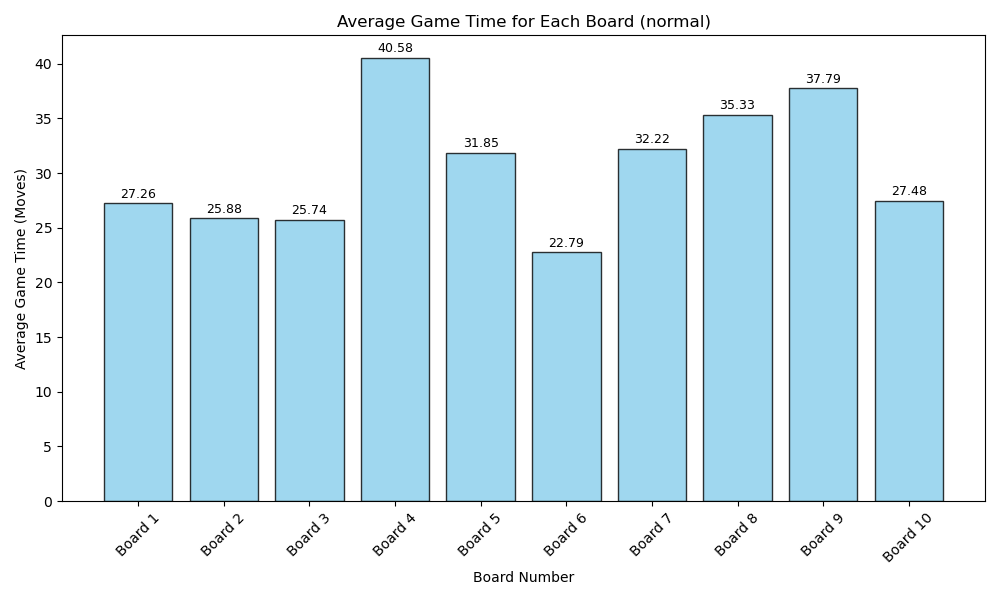 Average Game Time for Each Board (normal)
Average Game Time (Moves)
40
35
30
25
20
15
10
5
0
27.26
25.88
25.74
40.58
31.85
22.79
32.22
35.33
37.79
27.48
Board 1
Board 2
Board 3
Board 4
Board 5
Board 6
Board 7
Board 8
Board 9
Board 10
Board Number